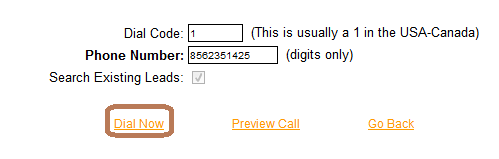 Dial Code: 1 (This is usually a 1 in the USA-Canada)
Phone Number: 8562351425 (digits only)
Search Existing Leads:
Dial Now Preview Call Go Back